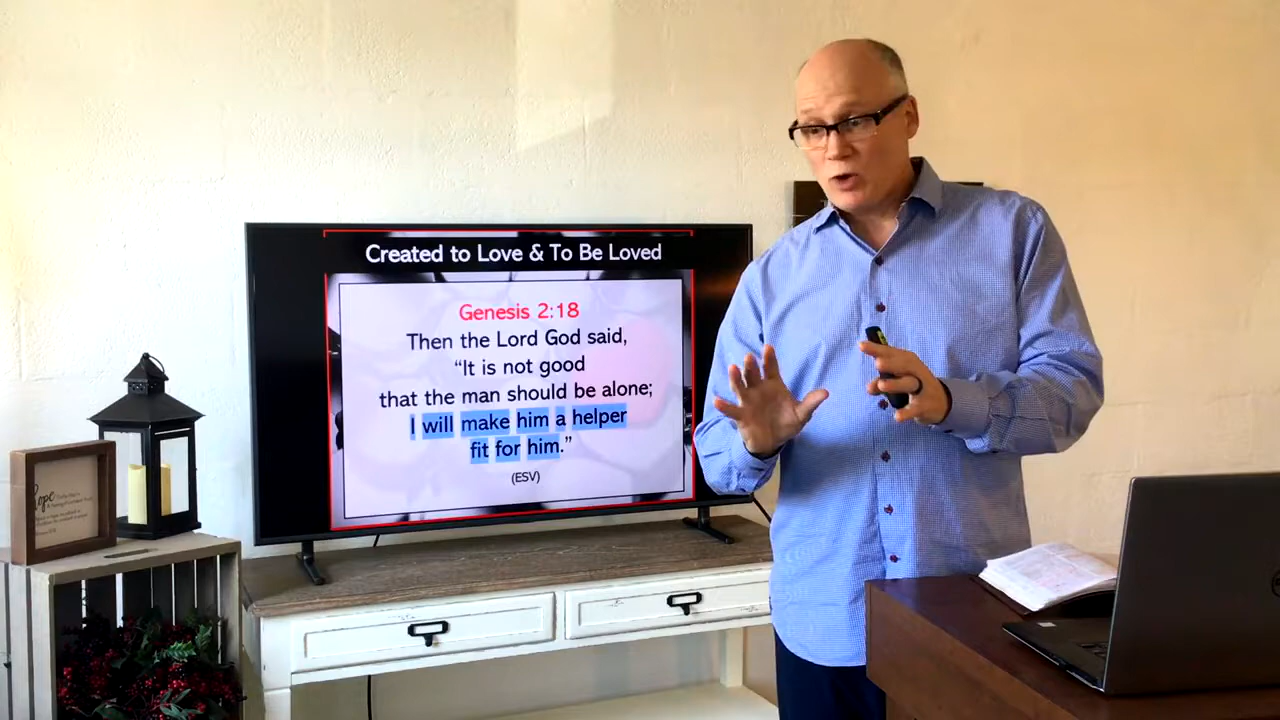 Created to Love & To Be Loved
Genesis 2:18
Then the Lord God said,
“It is not good
that the man should be alone;
I will make him a helper
fit for him.”
(ESV)
Hope